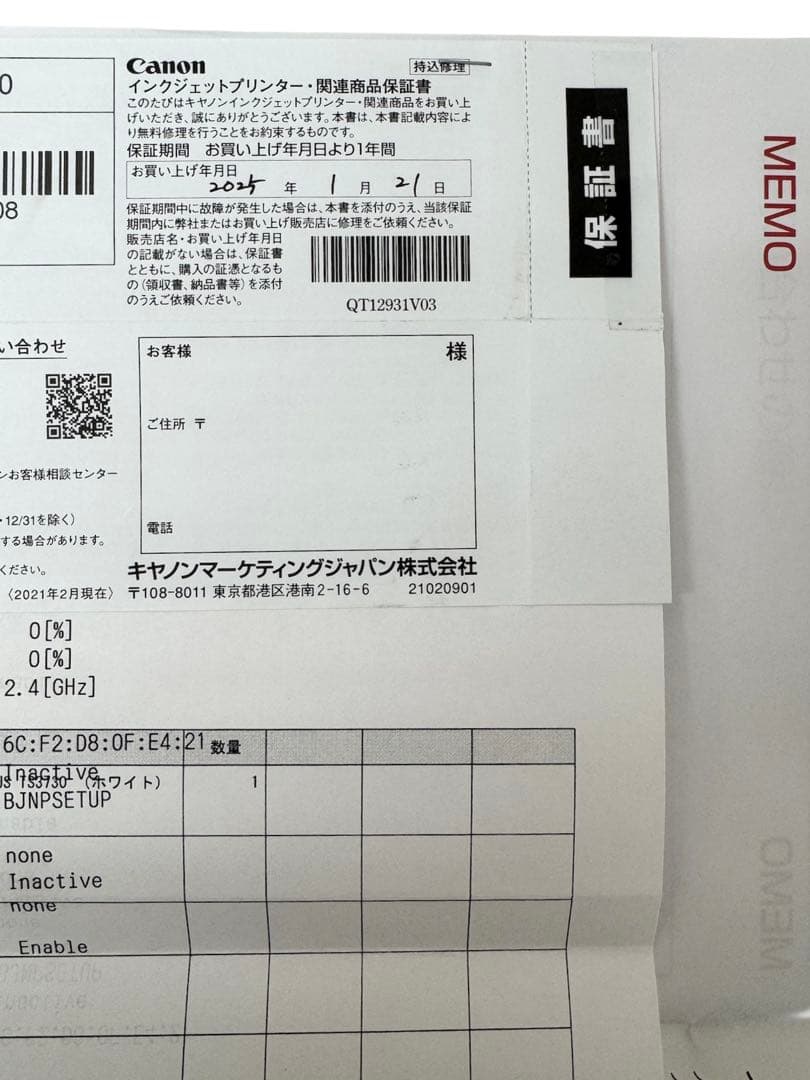 Canon
持込修理
インクジェットプリンター・関連商品保証書
このたびはキヤノンインクジェットプリンター・関連商品をお買い上
げいただき、誠にありがとうございます。本書は、本書記載内容によ
り無料修理を行うことをお約束するものです。
保証期間 お買い上げ年月日より1年間
お買い上げ年月日
2025 年 1 月 21 日
保証期間中に故障が発生した場合は、本書を添付のうえ、当該保証
期間内に弊社またはお買い上げ販売店に修理をご依頼ください。
販売店名・お買い上げ年月日
の記載がない場合は、保証書
とともに、購入の証憑となるも
の(領収書、納品書等)を添付
のうえご依頼ください。
QT12931V03
保証書
MEMO
0
08
い合わせ
ンお客様相談センター
・12/31を除く)
する場合があります。
ください。
〈2021年2月現在〉
お客様
様
ご住所 〒
電話
キヤノンマーケティングジャパン株式会社
〒108-8011 東京都港区港南2-16-6 21020901
0[%]
0[%]
2.4[GHz]
6C:F2:D8:0F:E4:21 数量
Inactive
US TS3730 (ホワイト) 1
BJNPSETUP
none
Inactive
none
Enable
MEMO